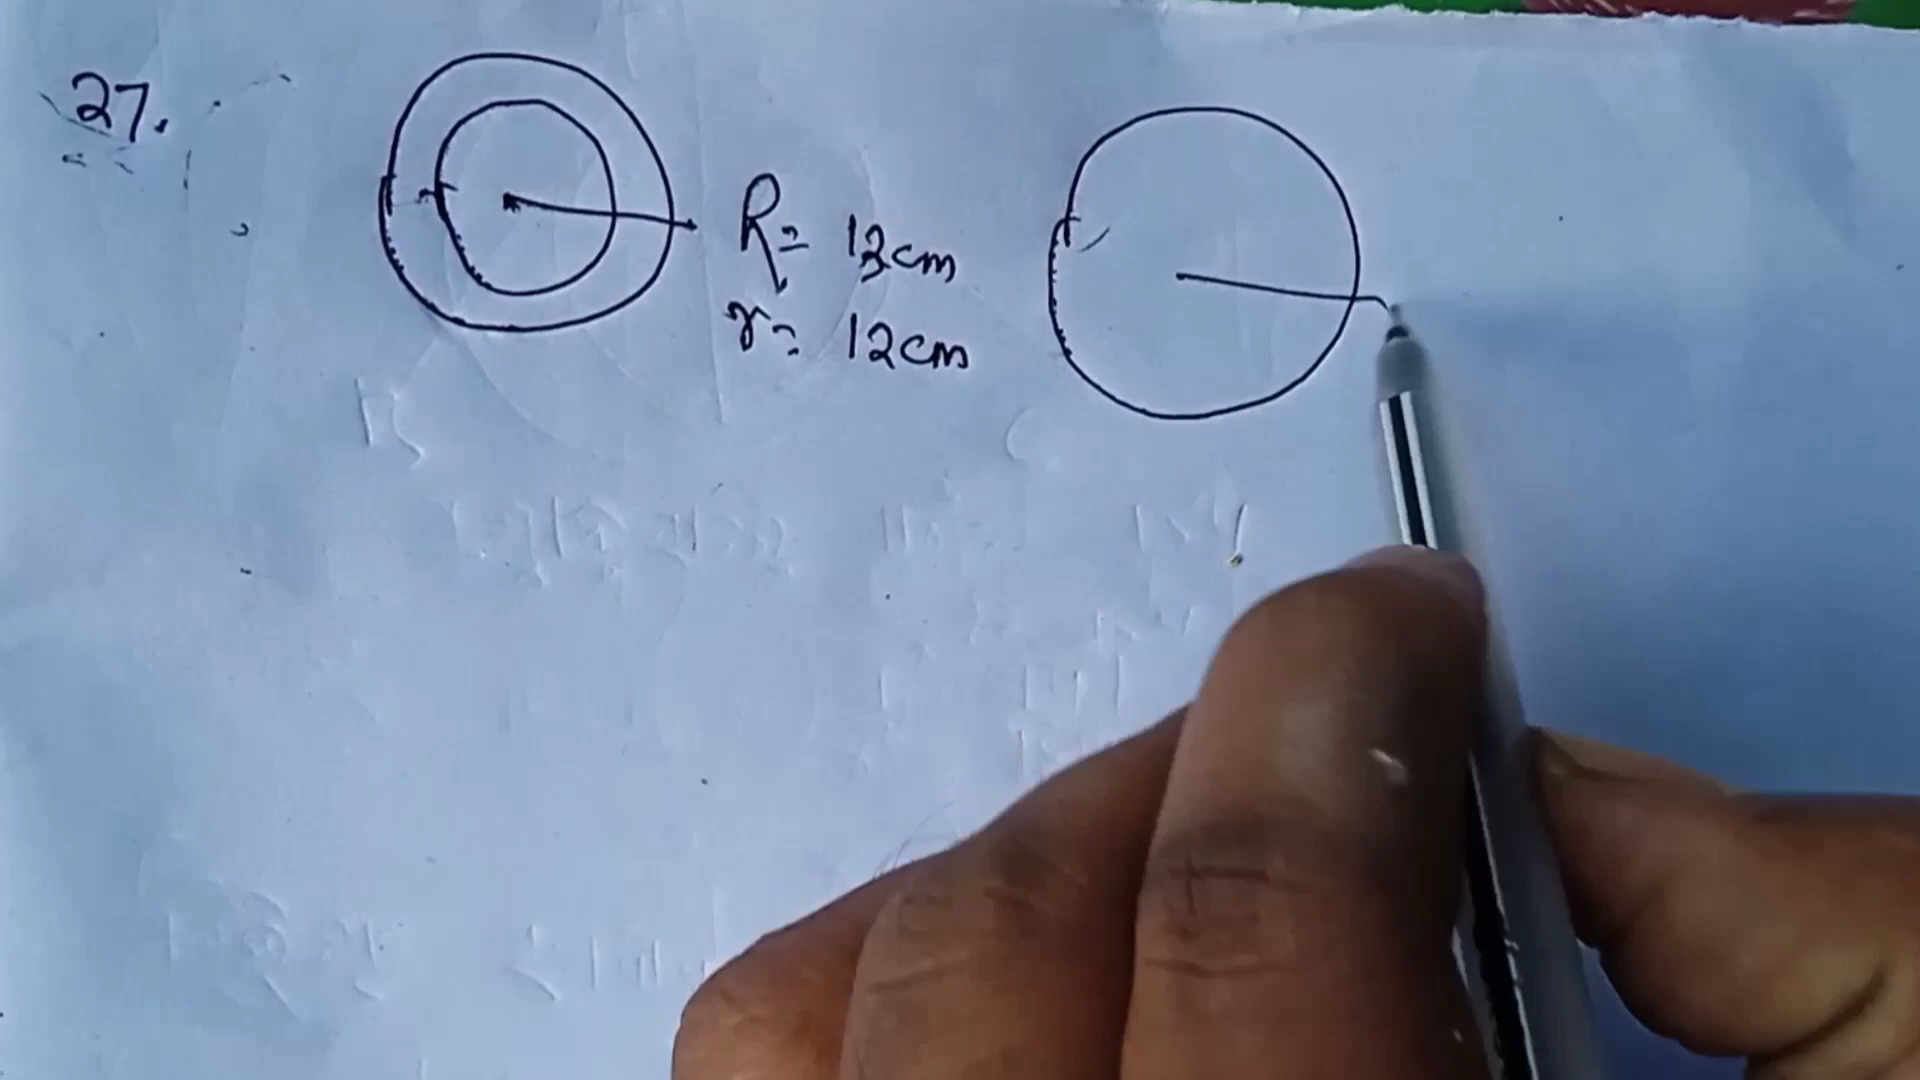 27.
R = 13cm
r = 12cm